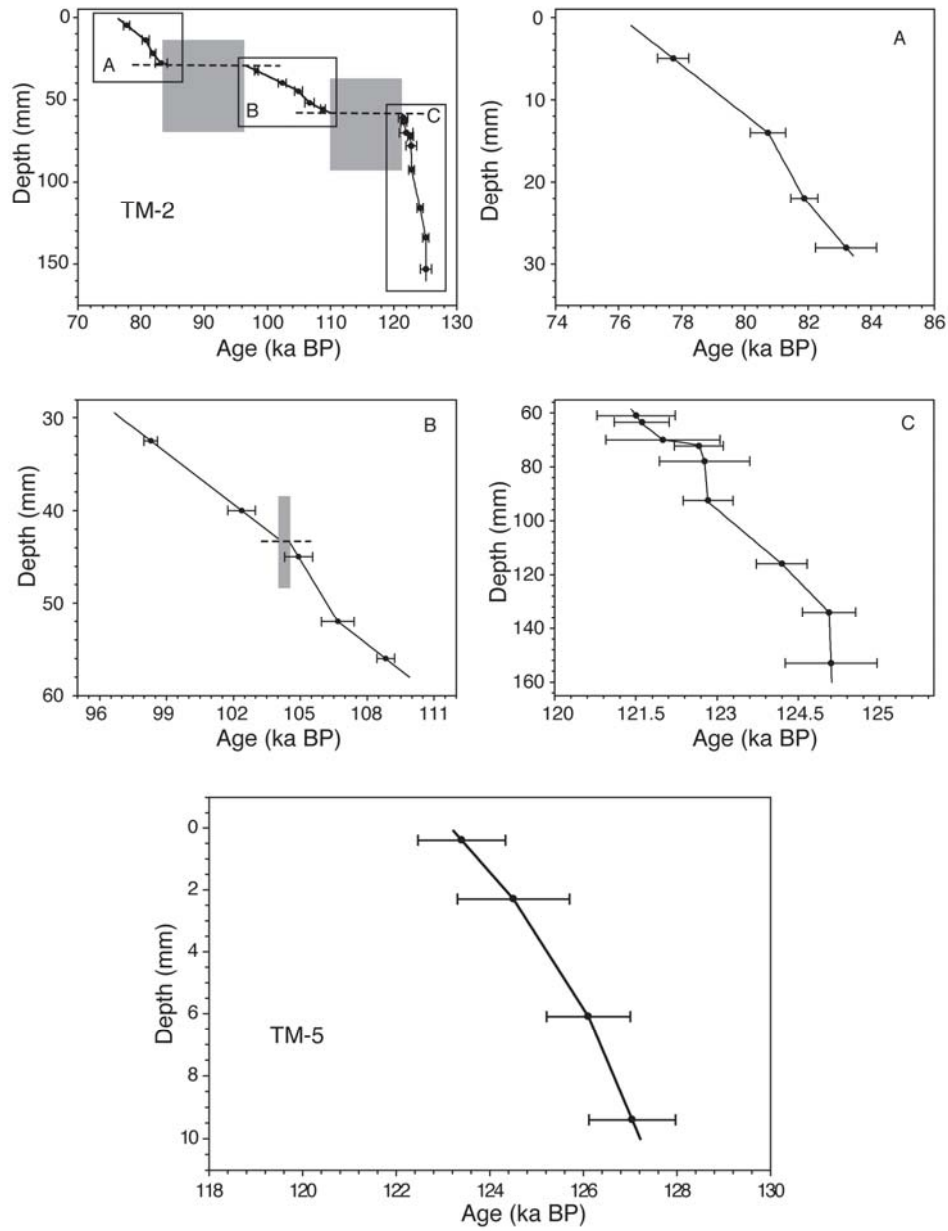 0
50
100
150
Depth (mm)
A
B
C
TM-2
70 80 90 100 110 120 130
Age (ka BP)
0
10
20
30
Depth (mm)
A
74 76 78 80 82 84 86
Age (ka BP)
30
40
50
60
Depth (mm)
B
96 99 102 105 108 111
Age (ka BP)
60
80
100
120
140
160
Depth (mm)
C
120 121.5 123 124.5 125
Age (ka BP)
0
2
4
6
8
10
Depth (mm)
TM-5
118 120 122 124 126 128 130
Age (ka BP)